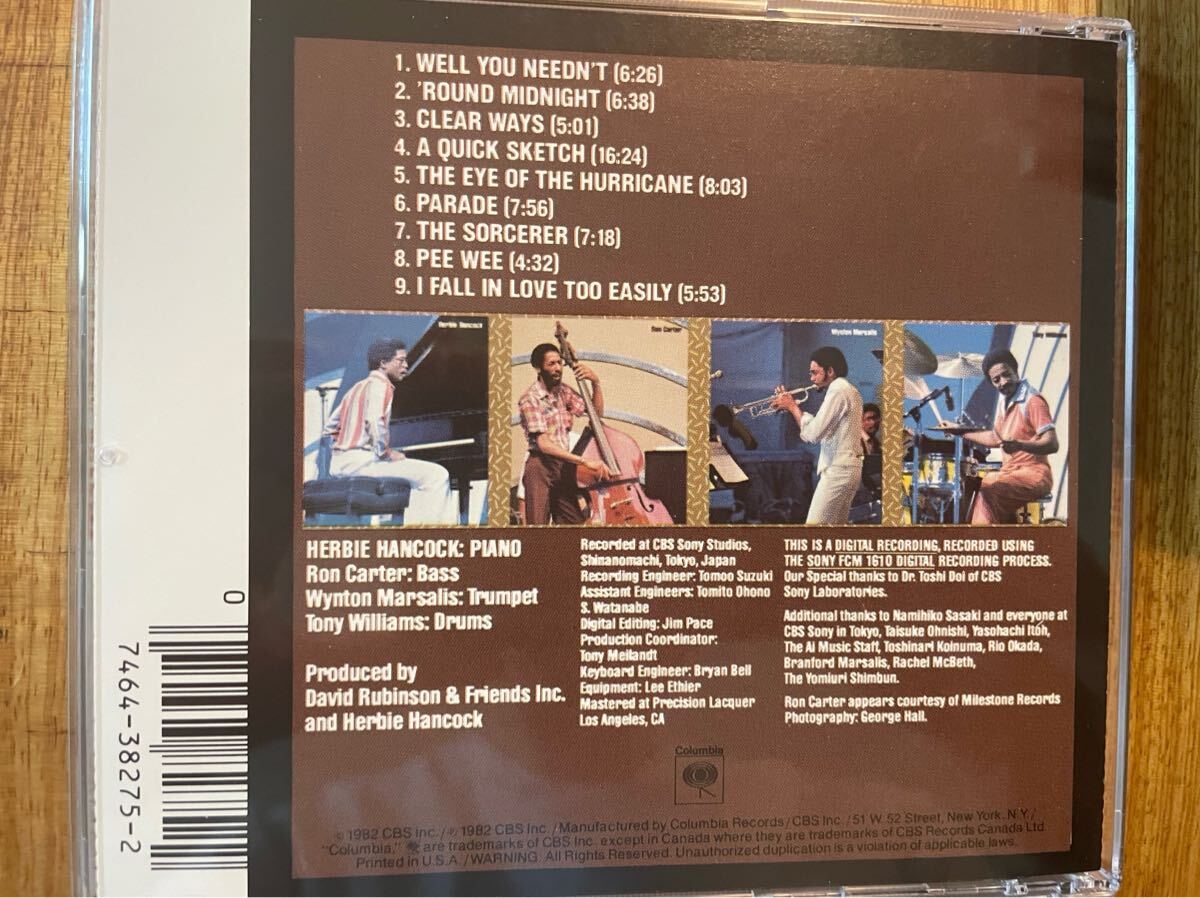 1. WELL YOU NEEDN'T (6:26)
2. 'ROUND MIDNIGHT (6:38)
3. CLEAR WAYS (5:01)
4. A QUICK SKETCH (16:24)
5. THE EYE OF THE HURRICANE (8:03)
6. PARADE (7:56)
7. THE SORCERER (7:18)
8. PEE WEE (4:32)
9. I FALL IN LOVE TOO EASILY (5:53)
Herbie Hancock
Ron Carter
Wynton Marsalis
HERBIE HANCOCK: PIANO
Ron Carter: Bass
Wynton Marsalis: Trumpet
Tony Williams: Drums
Produced by
David Rubinson & Friends Inc.
and Herbie Hancock
Recorded at CBS Sony Studios,
Shinanomachi, Tokyo, Japan
Recording Engineer: Tomoo Suzuki
Assistant Engineers: Tomito Ohono
S. Watanabe
Digital Editing: Jim Pace
Production Coordinator:
Tony Meilandt
Keyboard Engineer: Bryan Bell
Equipment: Lee Ethier
Mastered at Precision Lacquer
Los Angeles, CA
THIS IS A DIGITAL RECORDING, RECORDED USING
THE SONY FCM 1610 DIGITAL RECORDING PROCESS.
Our Special thanks to Dr. Toshi Doi of CBS
Sony Laboratories.
Additional thanks to Namihiko Sasaki and everyone at
CBS Sony in Tokyo, Taisuke Ohnishi, Yasohachi Itoh,
The Ai Music Staff, Toshinari Koinuma, Rio Okada,
Branford Marsalis, Rachel McBeth,
The Yomiuri Shimbun.
Ron Carter appears courtesy of Milestone Records
Photography: George Hall.
Columbia
© 1982 CBS Inc./℗ 1982 CBS Inc./Manufactured by Columbia Records/CBS Inc./51 W. 52 Street, New York, N.Y./
"Columbia," are trademarks of CBS Inc. except in Canada where they are trademarks of CBS Records Canada Ltd.
Printed in U.S.A./WARNING: All Rights Reserved. Unauthorized duplication is a violation of applicable laws.
0
7464-38275-2